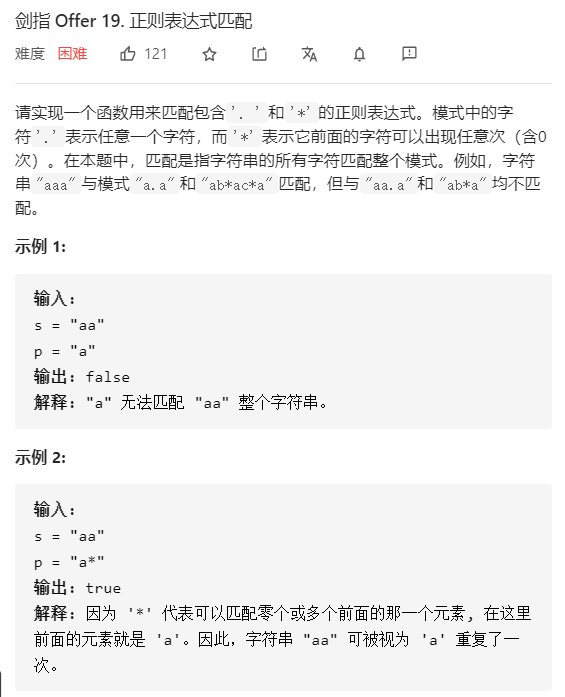 剑指 Offer 19. 正则表达式匹配
难度 困难 121
请实现一个函数用来匹配包含'. '和'*'的正则表达式。模式中的字
符'.'表示任意一个字符，而'*'表示它前面的字符可以出现任意次（含0
次）。在本题中，匹配是指字符串的所有字符匹配整个模式。例如，字符
串"aaa"与模式"a.a"和"ab*ac*a"匹配，但与"aa.a"和"ab*a"均不匹
配。
示例 1:
输入：
s = "aa"
p = "a"
输出：false
解释："a" 无法匹配 "aa" 整个字符串。
示例 2:
输入：
s = "aa"
p = "a*"
输出：true
解释：因为 '*' 代表可以匹配零个或多个前面的那一个元素, 在这里
前面的元素就是 'a'。因此，字符串 "aa" 可被视为 'a' 重复了一
次。